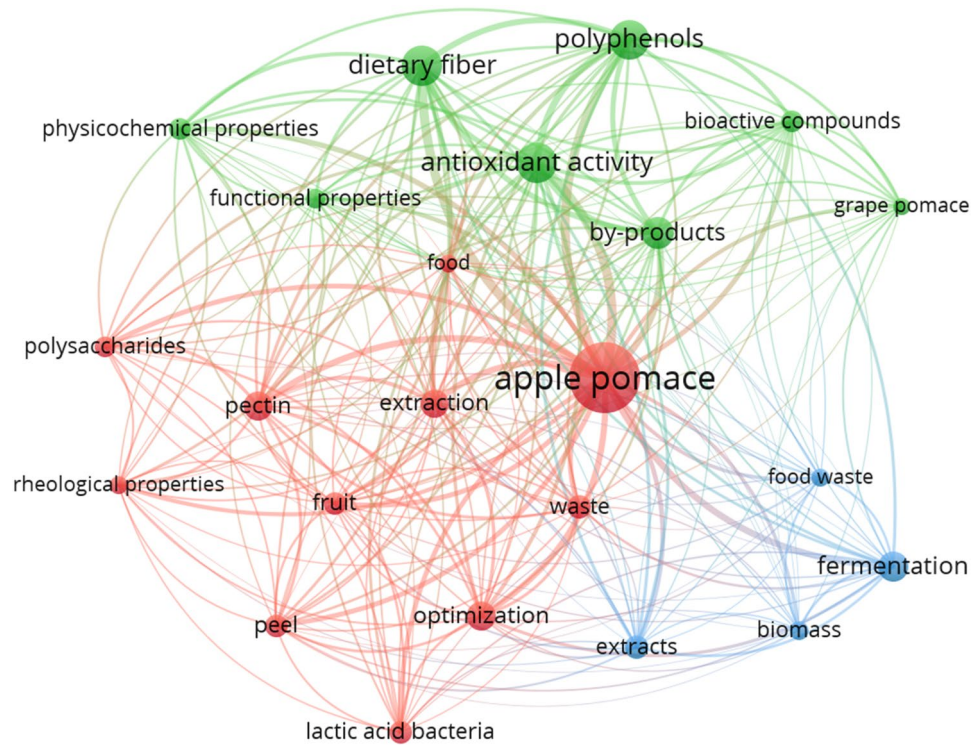 polyphenols
dietary fiber
bioactive compounds
physicochemical properties
antioxidant activity
functional properties
grape pomace
by-products
food
polysaccharides
apple pomace
pectin
extraction
food waste
rheological properties
fruit
waste
fermentation
optimization
peel
biomass
extracts
lactic acid bacteria